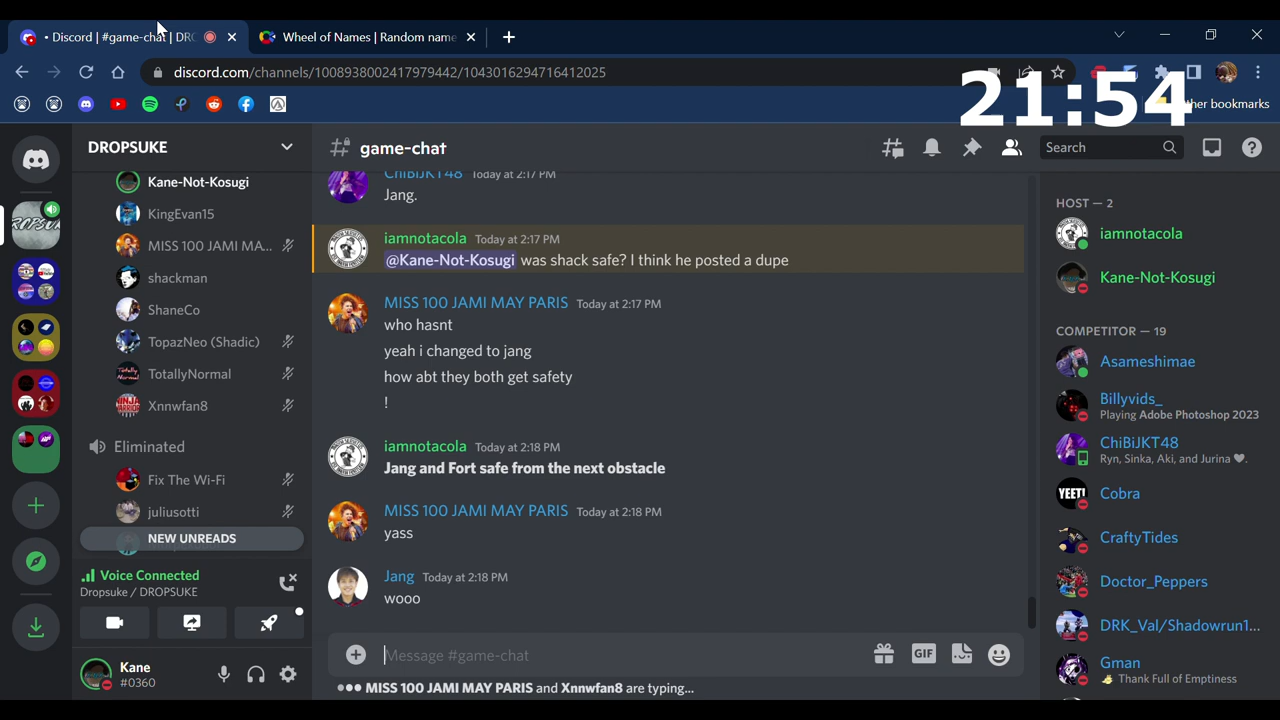 • Discord | #game-chat | DRO
Wheel of Names | Random name
discord.com/channels/1008938002417979442/1043016294716412025
21:54
other bookmarks
DROPSUKE
Kane-Not-Kosugi
KingEvan15
MISS 100 JAMI MA...
shackman
ShaneCo
TopazNeo (Shadic)
TotallyNormal
Xnnwfan8
Eliminated
Fix The Wi-Fi
juliusotti
NEW UNREADS
Voice Connected
Dropsuke / DROPSUKE
Kane
#0360
game-chat
Search
ChiBiJKT48 Today at 2:17 PM
Jang.
iamnotacola Today at 2:17 PM
@Kane-Not-Kosugi was shack safe? I think he posted a dupe
MISS 100 JAMI MAY PARIS Today at 2:17 PM
who hasnt
yeah i changed to jang
how abt they both get safety
!
iamnotacola Today at 2:18 PM
Jang and Fort safe from the next obstacle
MISS 100 JAMI MAY PARIS Today at 2:18 PM
yass
Jang Today at 2:18 PM
wooo
Message #game-chat
GIF
MISS 100 JAMI MAY PARIS and Xnnwfan8 are typing...
HOST — 2
iamnotacola
Kane-Not-Kosugi
COMPETITOR — 19
Asameshimae
Billyvids_
Playing Adobe Photoshop 2023
ChiBiJKT48
Ryn, Sinka, Aki, and Jurina 🤍.
YEET!
Cobra
CraftyTides
Doctor_Peppers
DRK_Val/Shadowrun1...
Gman
Thank Full of Emptiness